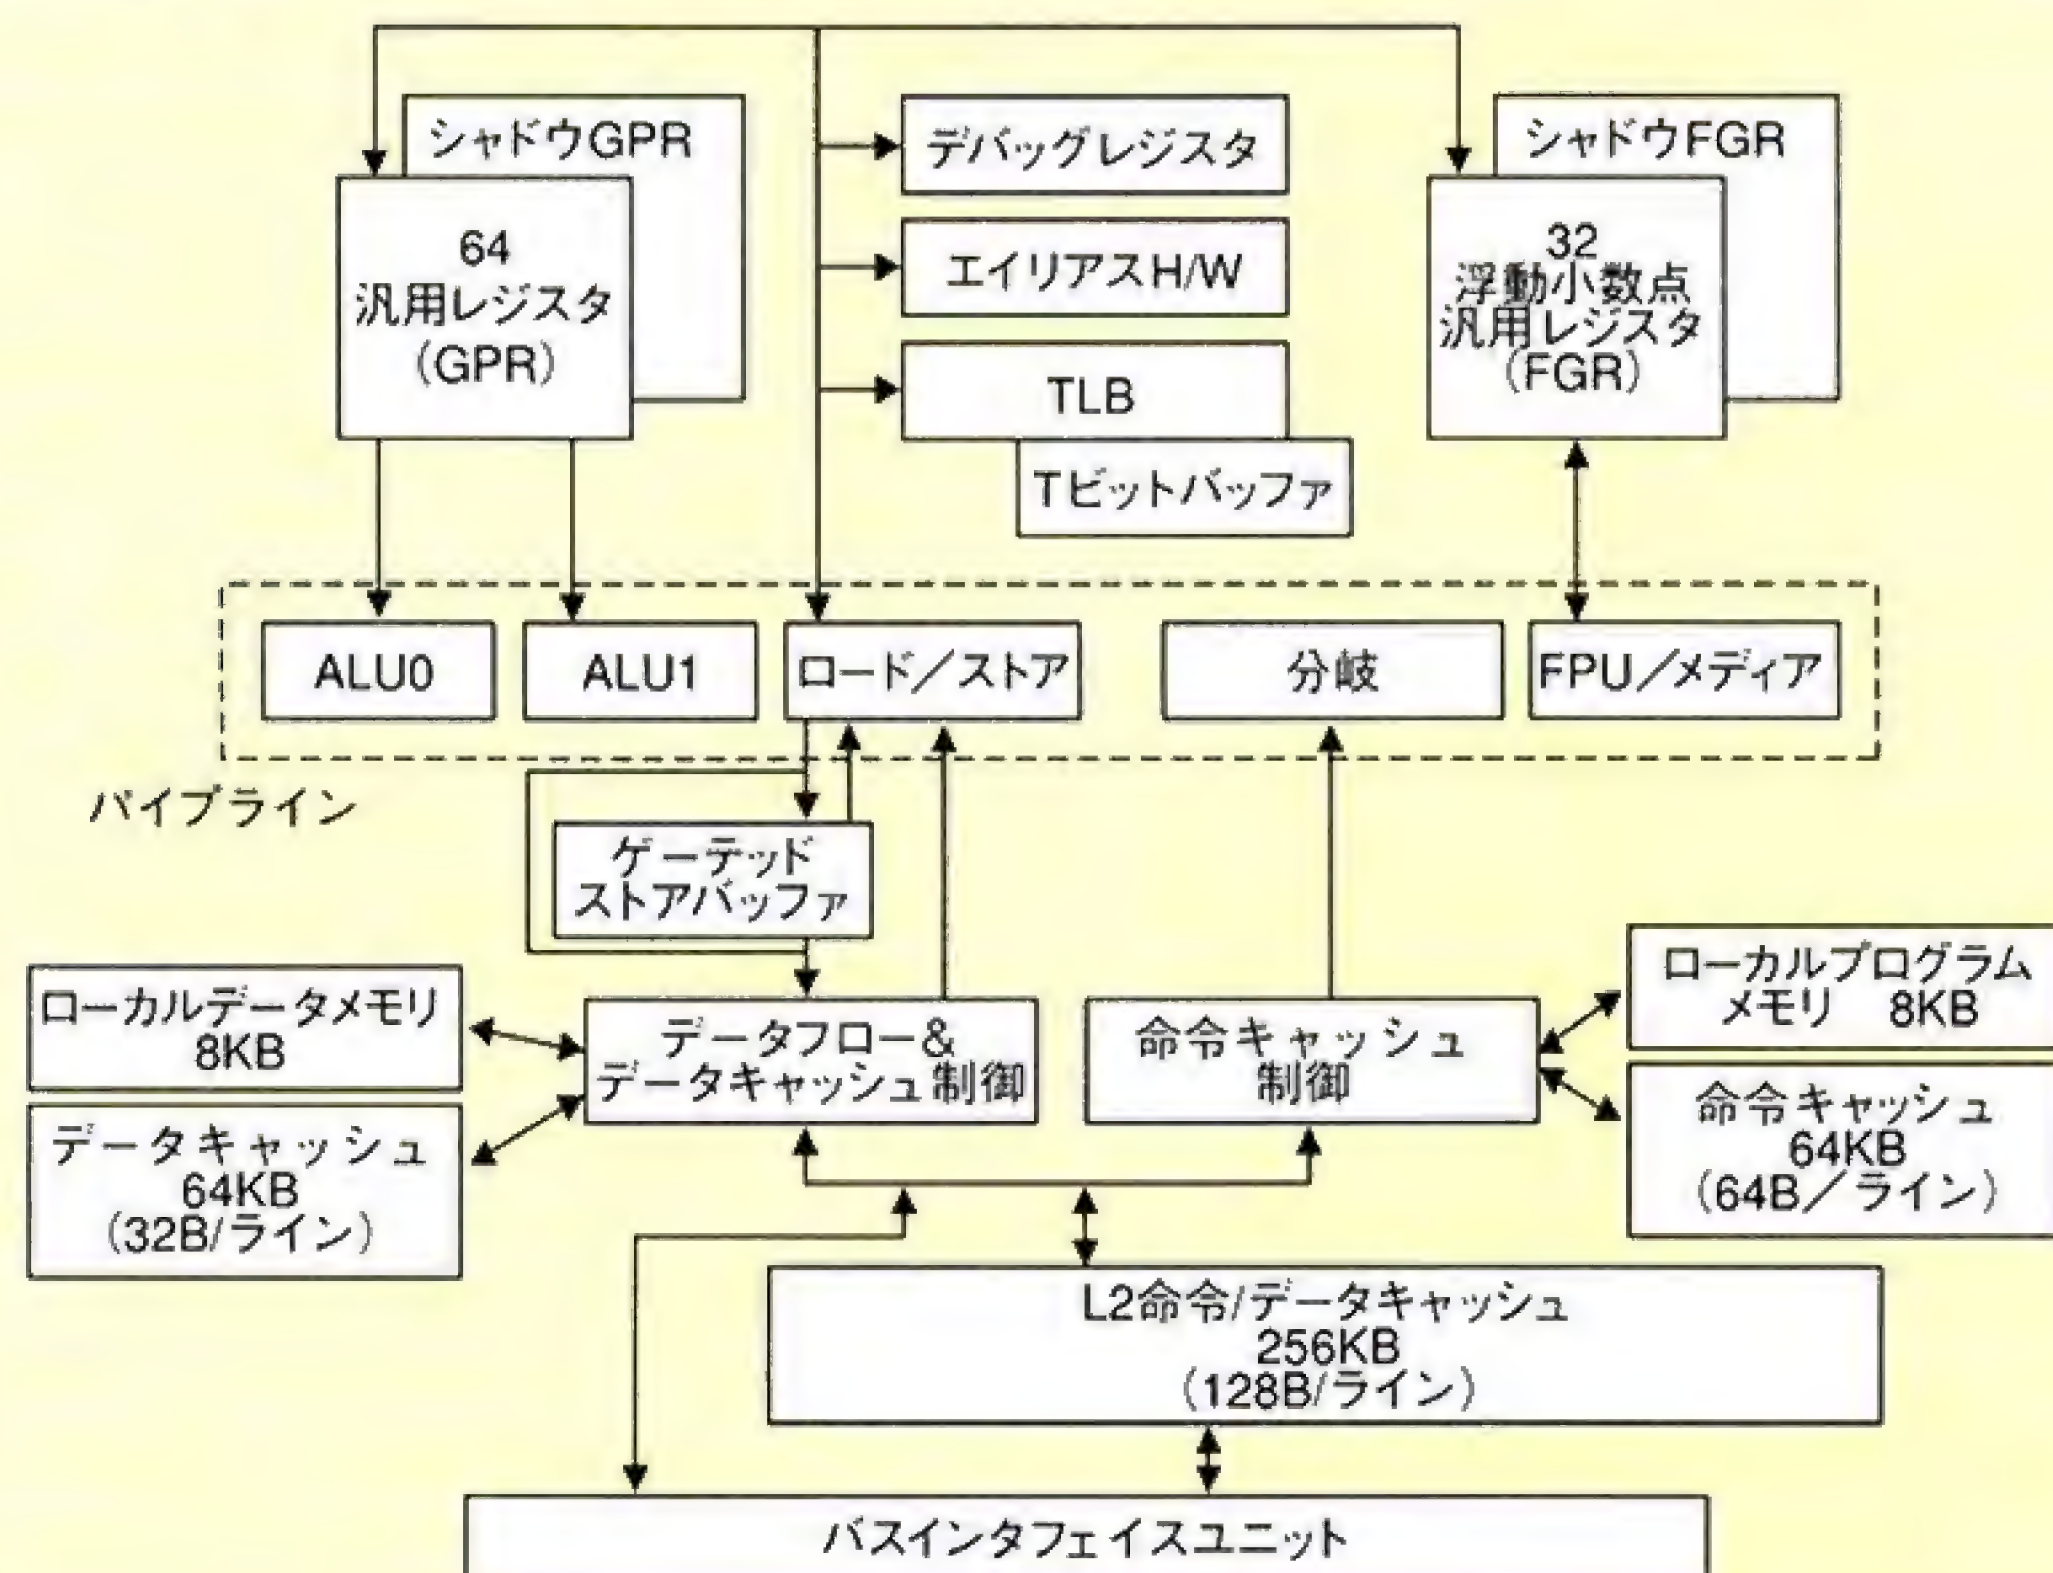 シャドウGPR
64
汎用レジスタ
(GPR)
デバッグレジスタ
エイリアスH/W
TLB
Tビットバッファ
シャドウFGR
32
浮動小数点
汎用レジスタ
(FGR)
ALU0
ALU1
ロード/ストア
分岐
FPU/メディア
パイプライン
ゲーテッド
ストアバッファ
ローカルデータメモリ
8KB
データキャッシュ
64KB
(32B/ライン)
データフロー&
データキャッシュ制御
命令キャッシュ
制御
ローカルプログラム
メモリ 8KB
命令キャッシュ
64KB
(64B/ライン)
L2命令/データキャッシュ
256KB
(128B/ライン)
バスインタフェイスユニット